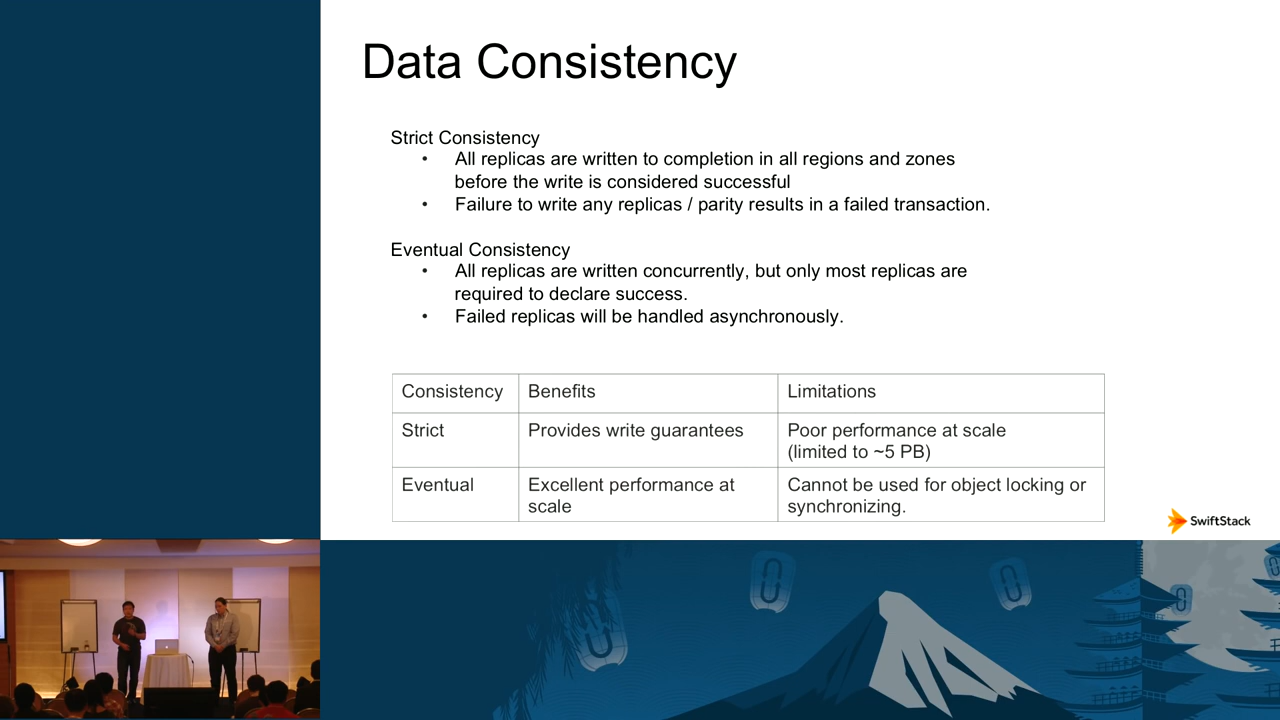 Data Consistency
Strict Consistency
• All replicas are written to completion in all regions and zones
before the write is considered successful
• Failure to write any replicas / parity results in a failed transaction.
Eventual Consistency
• All replicas are written concurrently, but only most replicas are
required to declare success.
• Failed replicas will be handled asynchronously.
Consistency Benefits Limitations
Strict Provides write guarantees Poor performance at scale
(limited to ~5 PB)
Eventual Excellent performance at Cannot be used for object locking or
scale synchronizing.
SwiftStack